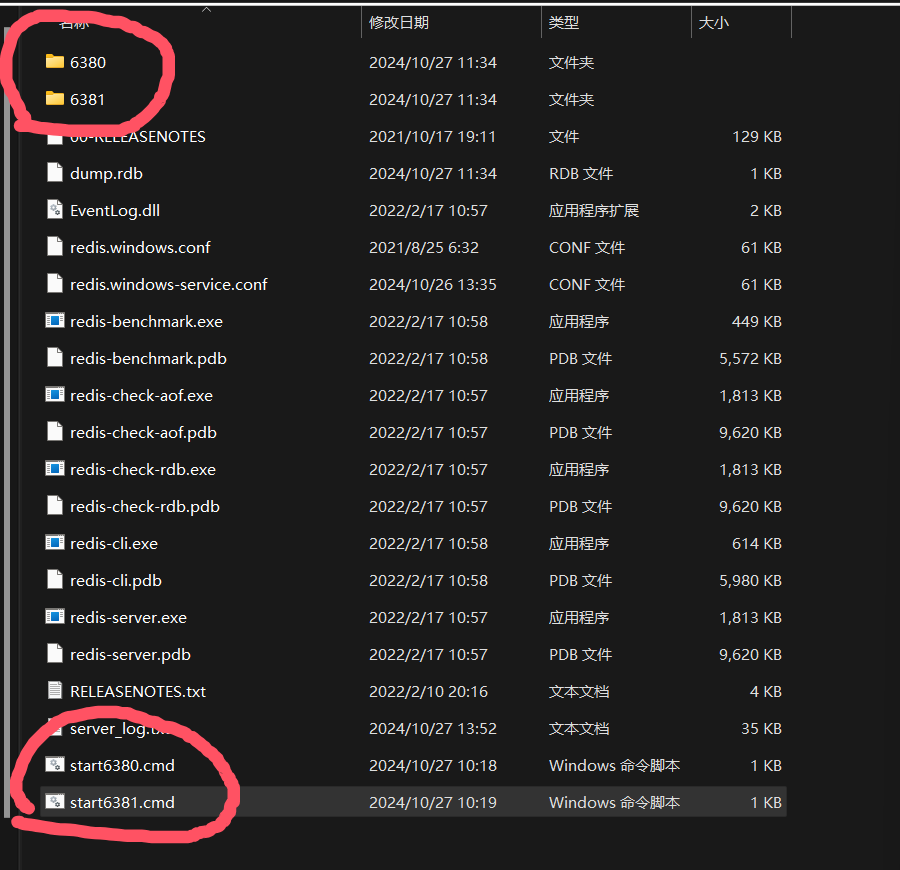 名称 修改日期 类型 大小
6380 2024/10/27 11:34 文件夹
6381 2024/10/27 11:34 文件夹
00-RELEASENOTES 2021/10/17 19:11 文件 129 KB
dump.rdb 2024/10/27 11:34 RDB 文件 1 KB
EventLog.dll 2022/2/17 10:57 应用程序扩展 2 KB
redis.windows.conf 2021/8/25 6:32 CONF 文件 61 KB
redis.windows-service.conf 2024/10/26 13:35 CONF 文件 61 KB
redis-benchmark.exe 2022/2/17 10:58 应用程序 449 KB
redis-benchmark.pdb 2022/2/17 10:58 PDB 文件 5,572 KB
redis-check-aof.exe 2022/2/17 10:57 应用程序 1,813 KB
redis-check-aof.pdb 2022/2/17 10:57 PDB 文件 9,620 KB
redis-check-rdb.exe 2022/2/17 10:57 应用程序 1,813 KB
redis-check-rdb.pdb 2022/2/17 10:57 PDB 文件 9,620 KB
redis-cli.exe 2022/2/17 10:58 应用程序 614 KB
redis-cli.pdb 2022/2/17 10:58 PDB 文件 5,980 KB
redis-server.exe 2022/2/17 10:57 应用程序 1,813 KB
redis-server.pdb 2022/2/17 10:57 PDB 文件 9,620 KB
RELEASENOTES.txt 2022/2/10 20:16 文本文档 4 KB
server_log.txt 2024/10/27 13:52 文本文档 35 KB
start6380.cmd 2024/10/27 10:18 Windows 命令脚本 1 KB
start6381.cmd 2024/10/27 10:19 Windows 命令脚本 1 KB